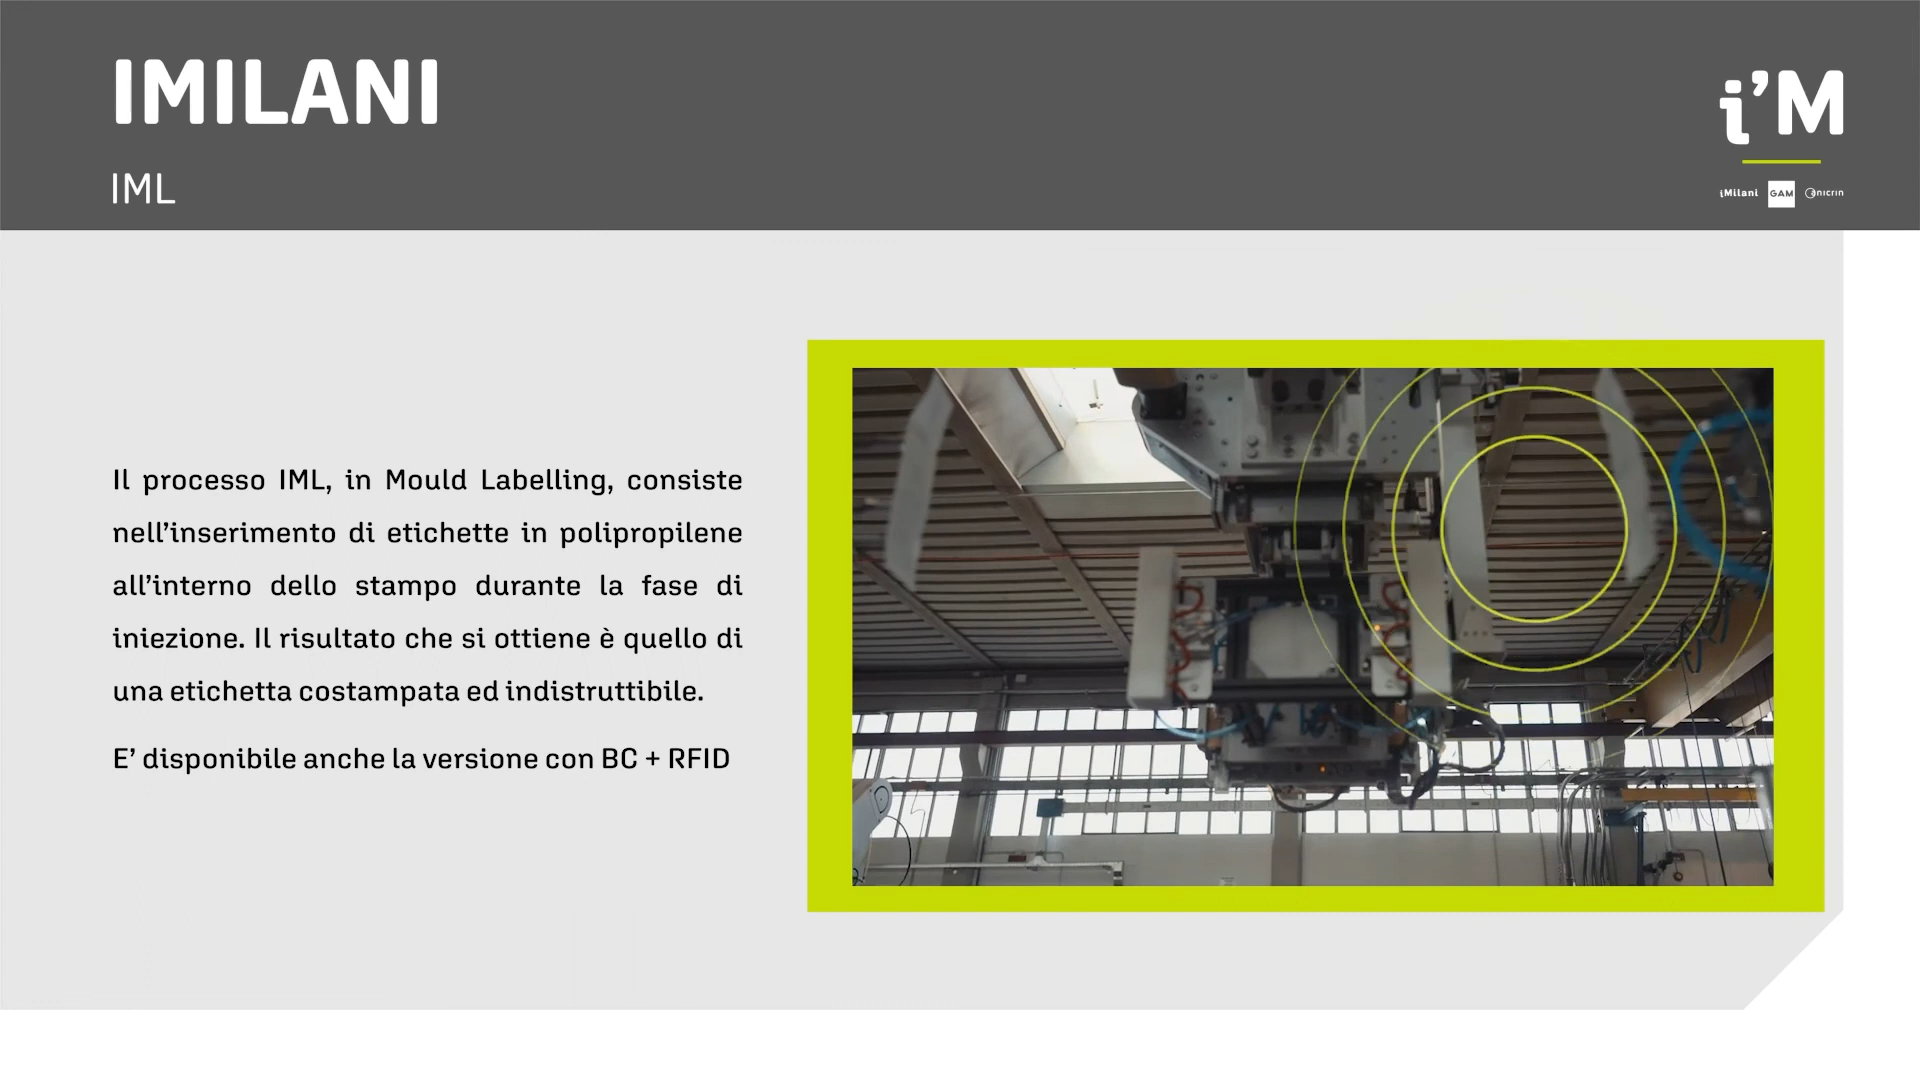 IMILANI
IML
i’M
iMilani GAM Onicrin
Il processo IML, in Mould Labelling, consiste
nell’inserimento di etichette in polipropilene
all’interno dello stampo durante la fase di
iniezione. Il risultato che si ottiene è quello di
una etichetta costampata ed indistruttibile.
E’ disponibile anche la versione con BC + RFID